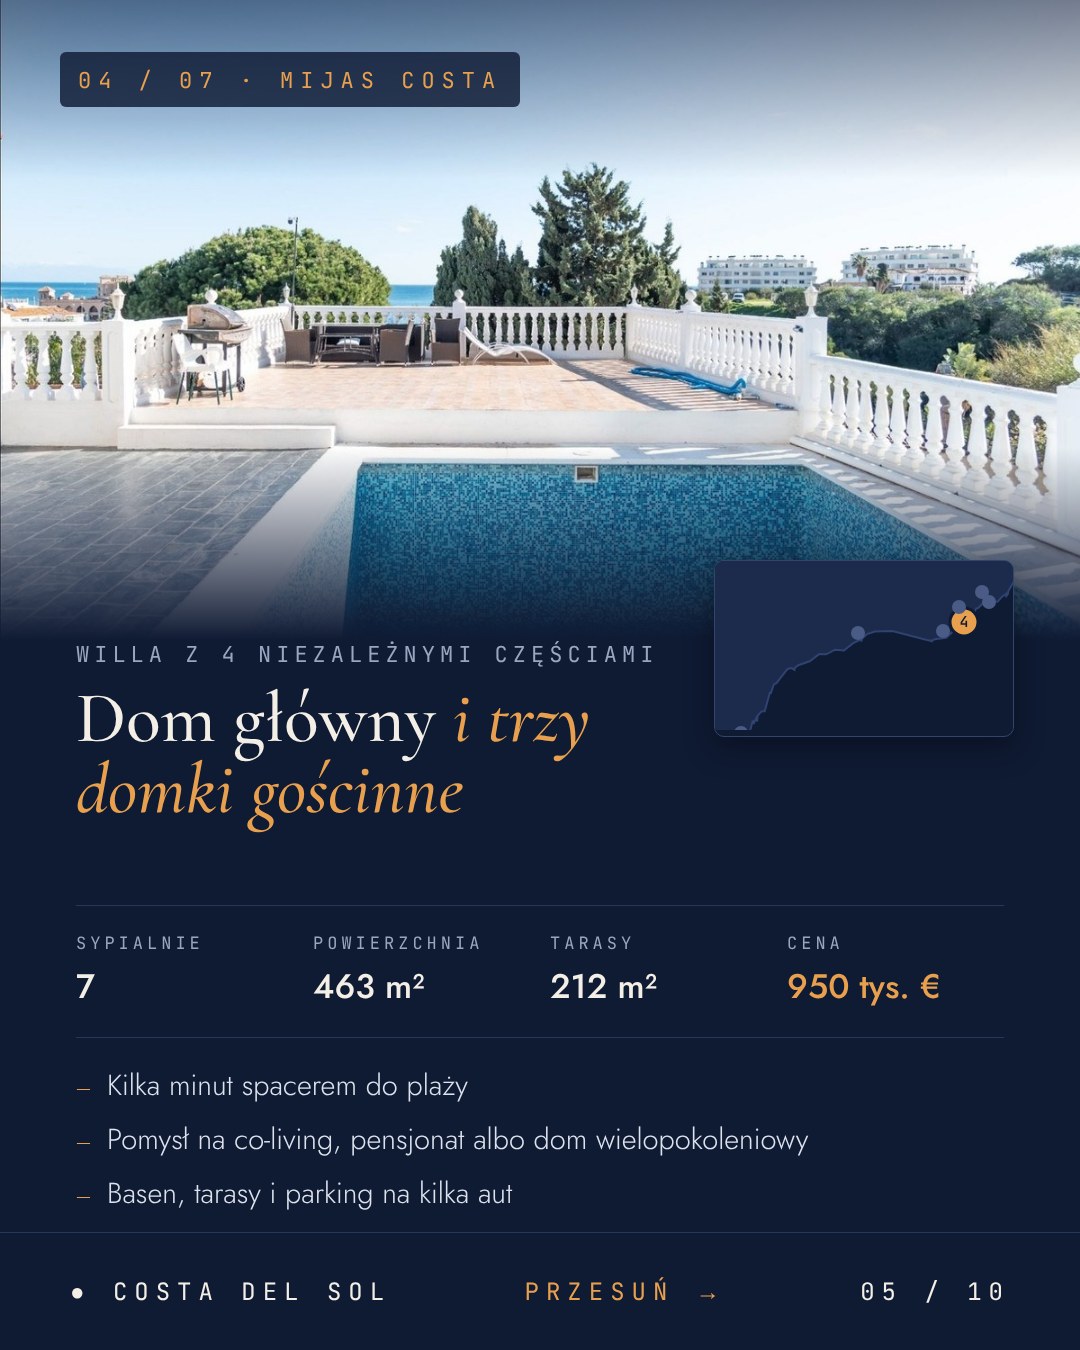 04 / 07 · MIJAS COSTA
4
WILLA Z 4 NIEZALEŻNYMI CZĘŚCIAMI
Dom główny i trzy
domki gościnne
SYPIALNIE POWIERZCHNIA TARASY CENA
7 463 m² 212 m² 950 tys. €
– Kilka minut spacerem do plaży
– Pomysł na co-living, pensjonat albo dom wielopokoleniowy
– Basen, tarasy i parking na kilka aut
• COSTA DEL SOL PRZESUŃ → 05 / 10